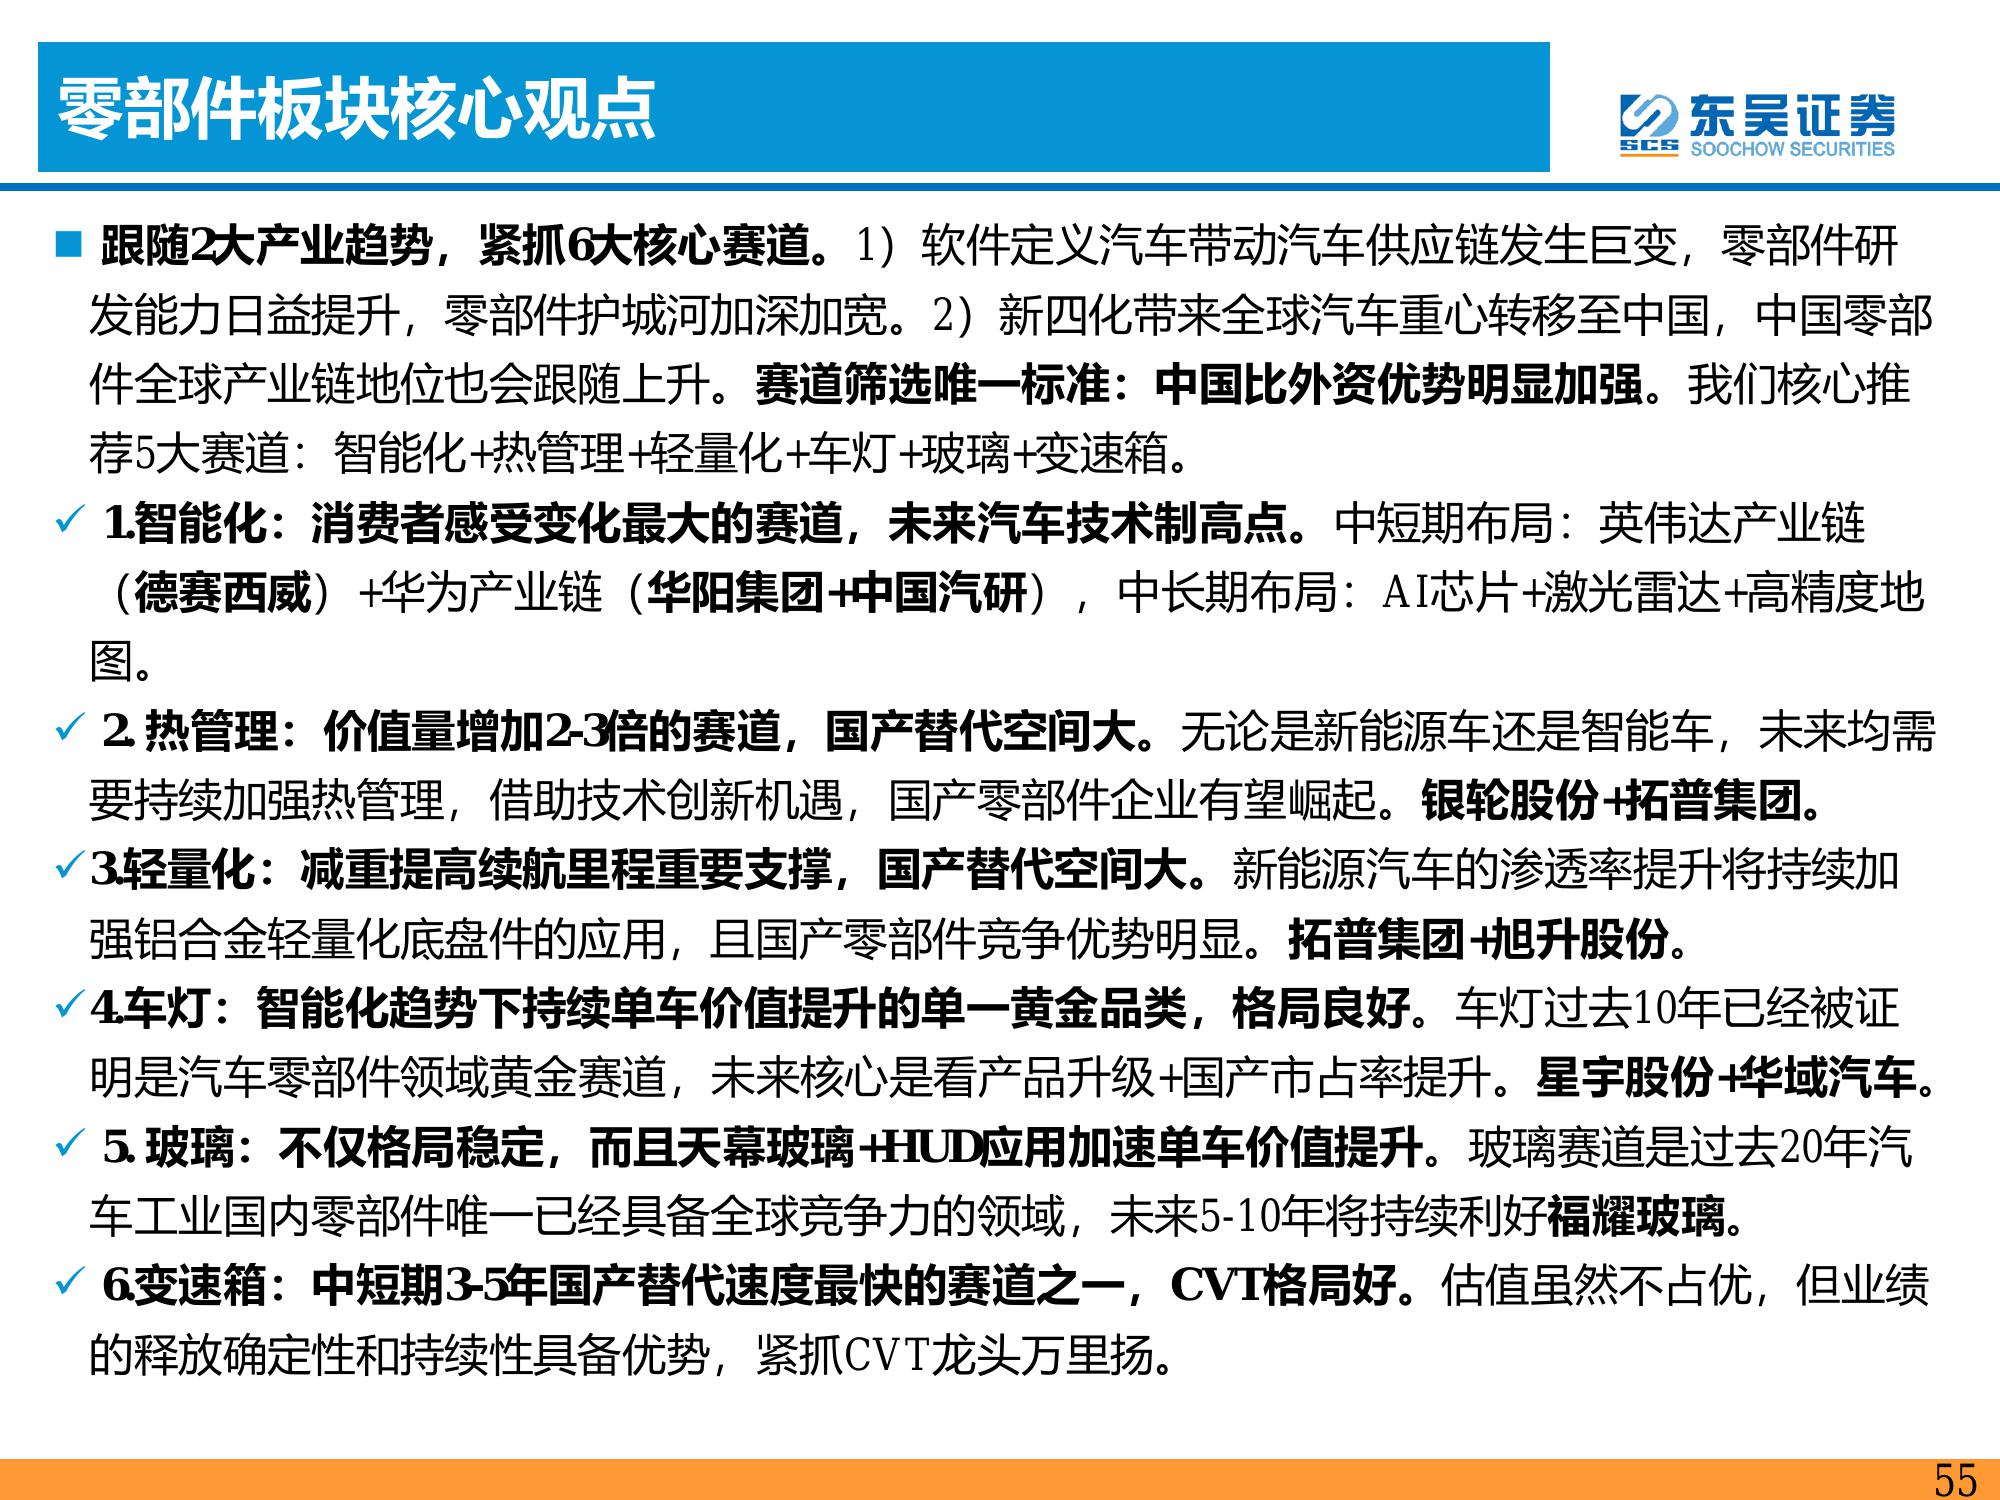 零部件板块核心观点
东吴证券
SCS
SOOCHOW SECURITIES
跟随2大产业趋势，紧抓6大核心赛道。1）软件定义汽车带动汽车供应链发生巨变，零部件研
发能力日益提升，零部件护城河加深加宽。2）新四化带来全球汽车重心转移至中国，中国零部
件全球产业链地位也会跟随上升。赛道筛选唯一标准：中国比外资优势明显加强。我们核心推
荐5大赛道：智能化+热管理+轻量化+车灯+玻璃+变速箱。
✓ 1.智能化：消费者感受变化最大的赛道，未来汽车技术制高点。中短期布局：英伟达产业链
（德赛西威）+华为产业链（华阳集团+中国汽研），中长期布局：AI芯片+激光雷达+高精度地
图。
✓ 2.热管理：价值量增加2-3倍的赛道，国产替代空间大。无论是新能源车还是智能车，未来均需
要持续加强热管理，借助技术创新机遇，国产零部件企业有望崛起。银轮股份+拓普集团。
✓ 3.轻量化：减重提高续航里程重要支撑，国产替代空间大。新能源汽车的渗透率提升将持续加
强铝合金轻量化底盘件的应用，且国产零部件竞争优势明显。拓普集团+旭升股份。
✓ 4.车灯：智能化趋势下持续单车价值提升的单一黄金品类，格局良好。车灯过去10年已经被证
明是汽车零部件领域黄金赛道，未来核心是看产品升级+国产市占率提升。星宇股份+华域汽车。
✓ 5.玻璃：不仅格局稳定，而且天幕玻璃+HUD应用加速单车价值提升。玻璃赛道是过去20年汽
车工业国内零部件唯一已经具备全球竞争力的领域，未来5-10年将持续利好福耀玻璃。
✓ 6.变速箱：中短期3-5年国产替代速度最快的赛道之一，CVT格局好。估值虽然不占优，但业绩
的释放确定性和持续性具备优势，紧抓CVT龙头万里扬。
55